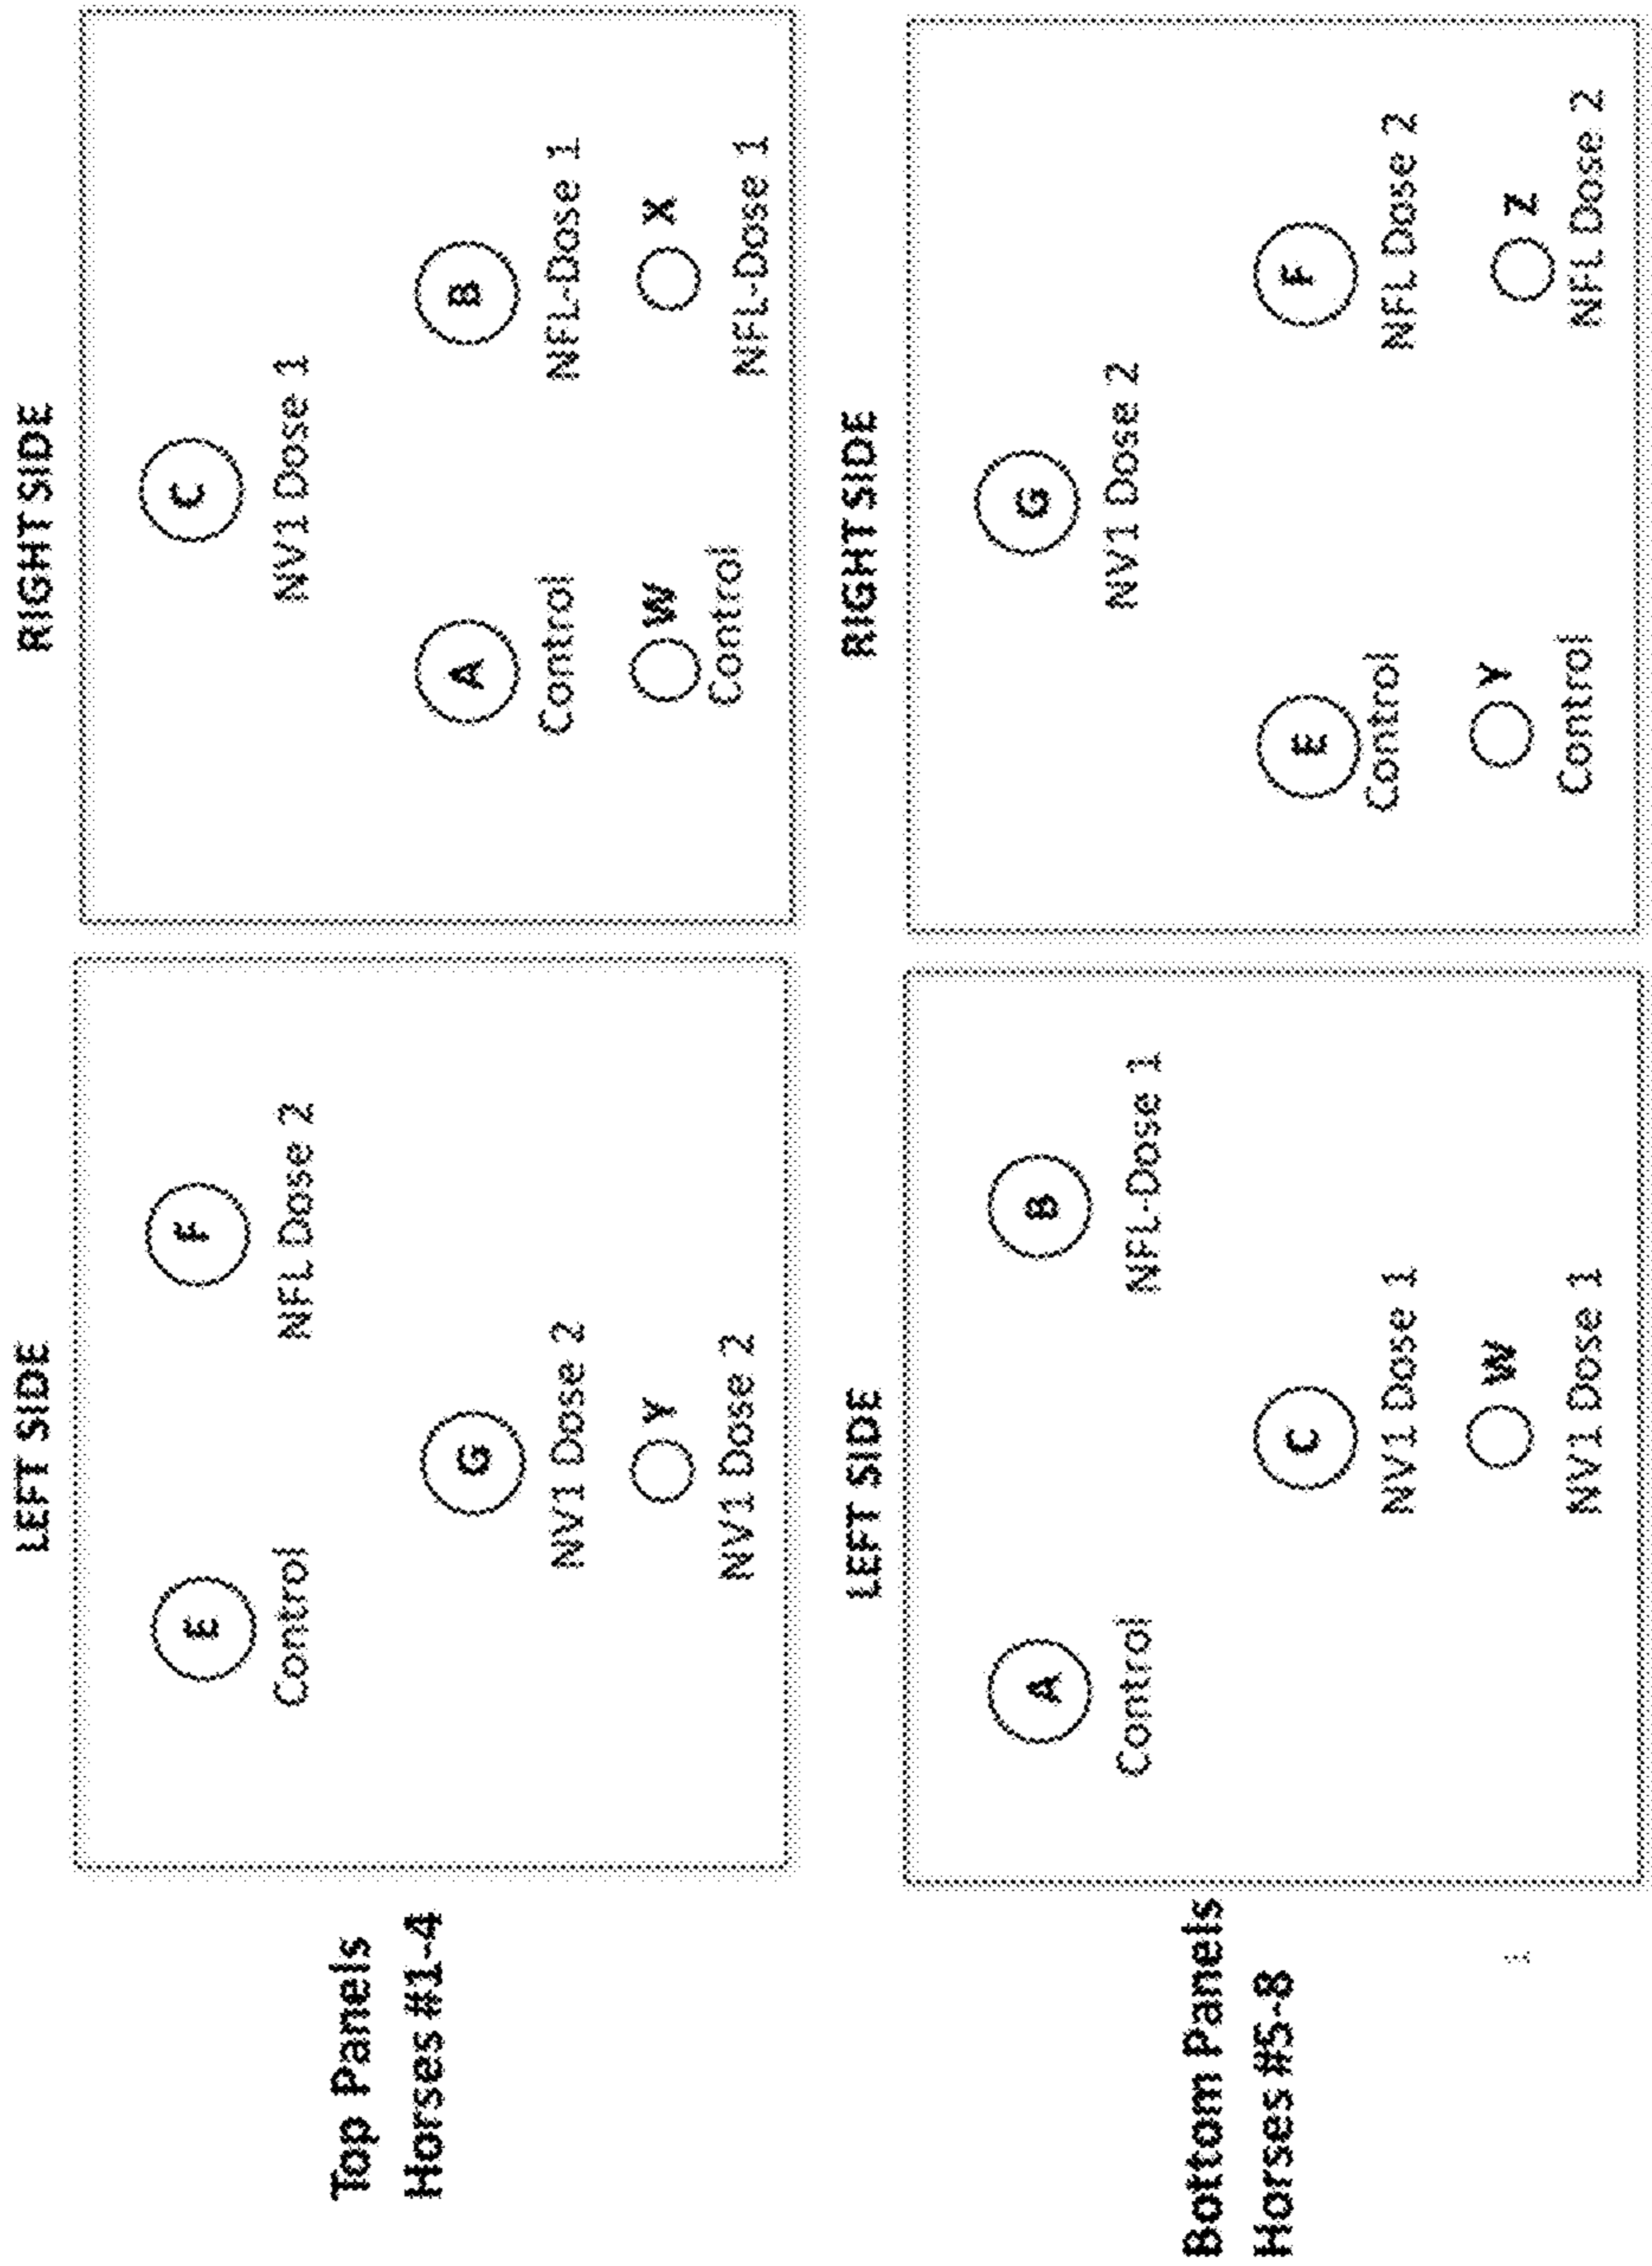 LEFT SIDE
RIGHT SIDE
Top Panels
Horses #1-4
E
Control
F
NFL Dose 2
G
NV1 Dose 2
Y
NV1 Dose 2
C
NV1 Dose 1
A
Control
B
NFL-Dose 1
W
Control
X
NFL-Dose 1
LEFT SIDE
RIGHT SIDE
Bottom Panels
Horses #5-8
A
Control
B
NFL-Dose 1
C
NV1 Dose 1
W
NV1 Dose 1
G
NV1 Dose 2
E
Control
F
NFL Dose 2
Y
Control
Z
NFL Dose 2